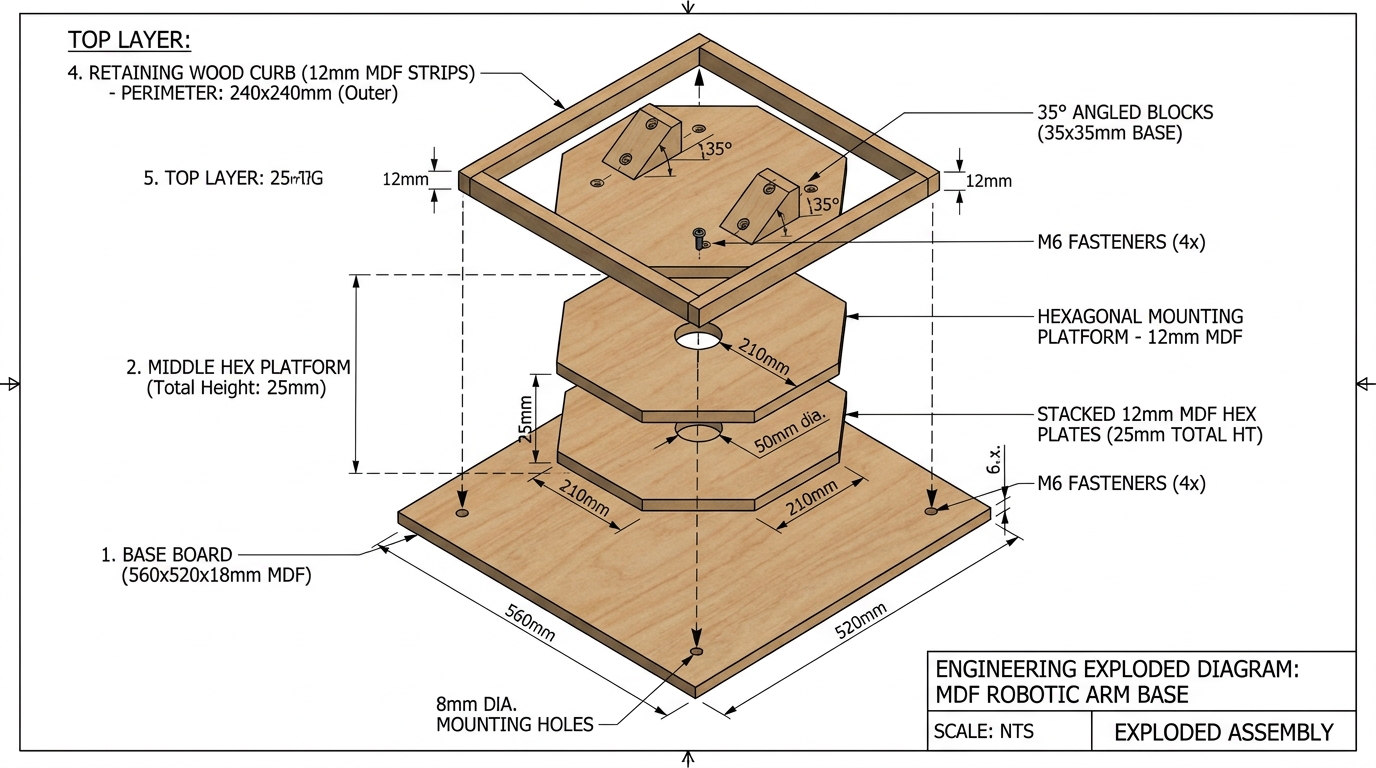 TOP LAYER:
4. RETAINING WOOD CURB (12mm MDF STRIPS)
- PERIMETER: 240x240mm (Outer)
35° ANGLED BLOCKS
(35x35mm BASE)
35°
5. TOP LAYER:
12mm
12mm
35°
M6 FASTENERS (4x)
HEXAGONAL MOUNTING
PLATFORM - 12mm MDF
210mm
2. MIDDLE HEX PLATFORM
(Total Height: 25mm)
25mm
50mm dia.
STACKED 12mm MDF HEX
PLATES (25mm TOTAL HT)
M6 FASTENERS (4x)
210mm
210mm
1. BASE BOARD
(560x520x18mm MDF)
560mm
520mm
8mm DIA.
MOUNTING HOLES
ENGINEERING EXPLODED DIAGRAM:
MDF ROBOTIC ARM BASE
SCALE: NTS
EXPLODED ASSEMBLY